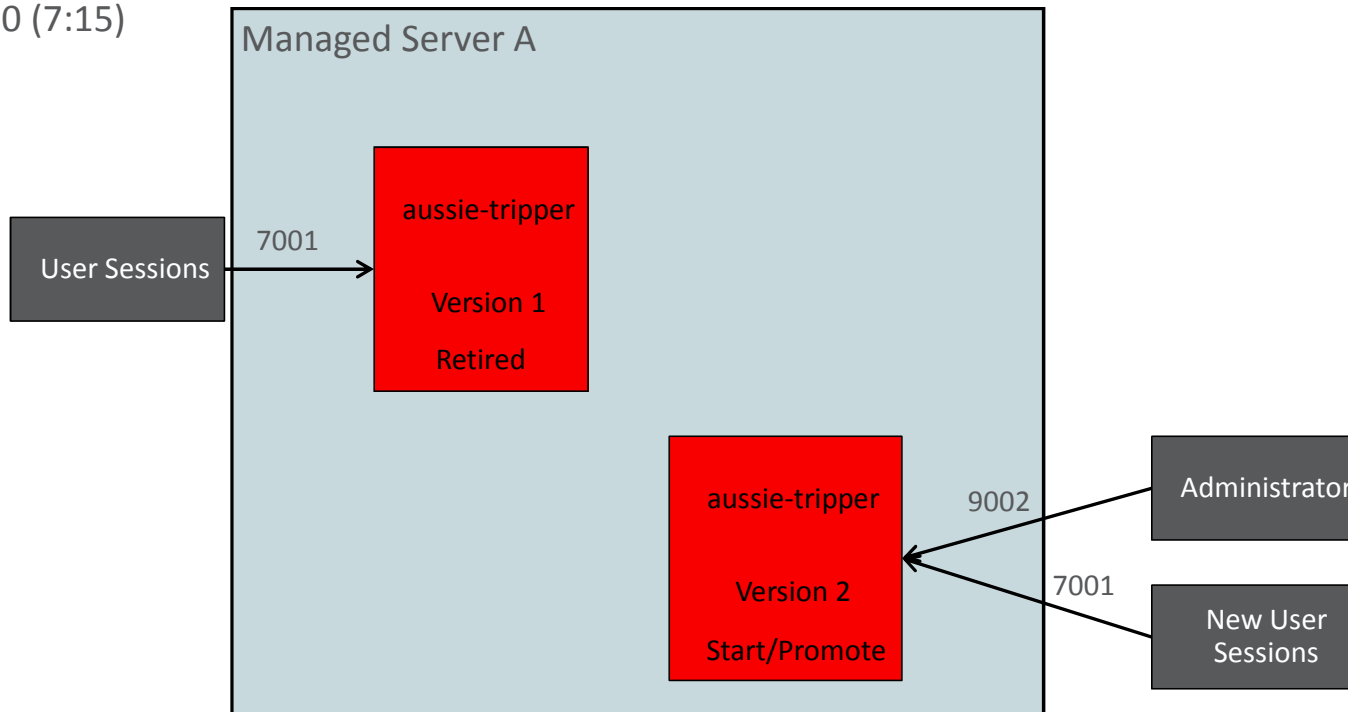 0 (7:15)
Managed Server A
aussie-tripper
Version 1
Retired
User Sessions
7001
aussie-tripper
Version 2
Start/Promote
9002
7001
Administrator
New User
Sessions